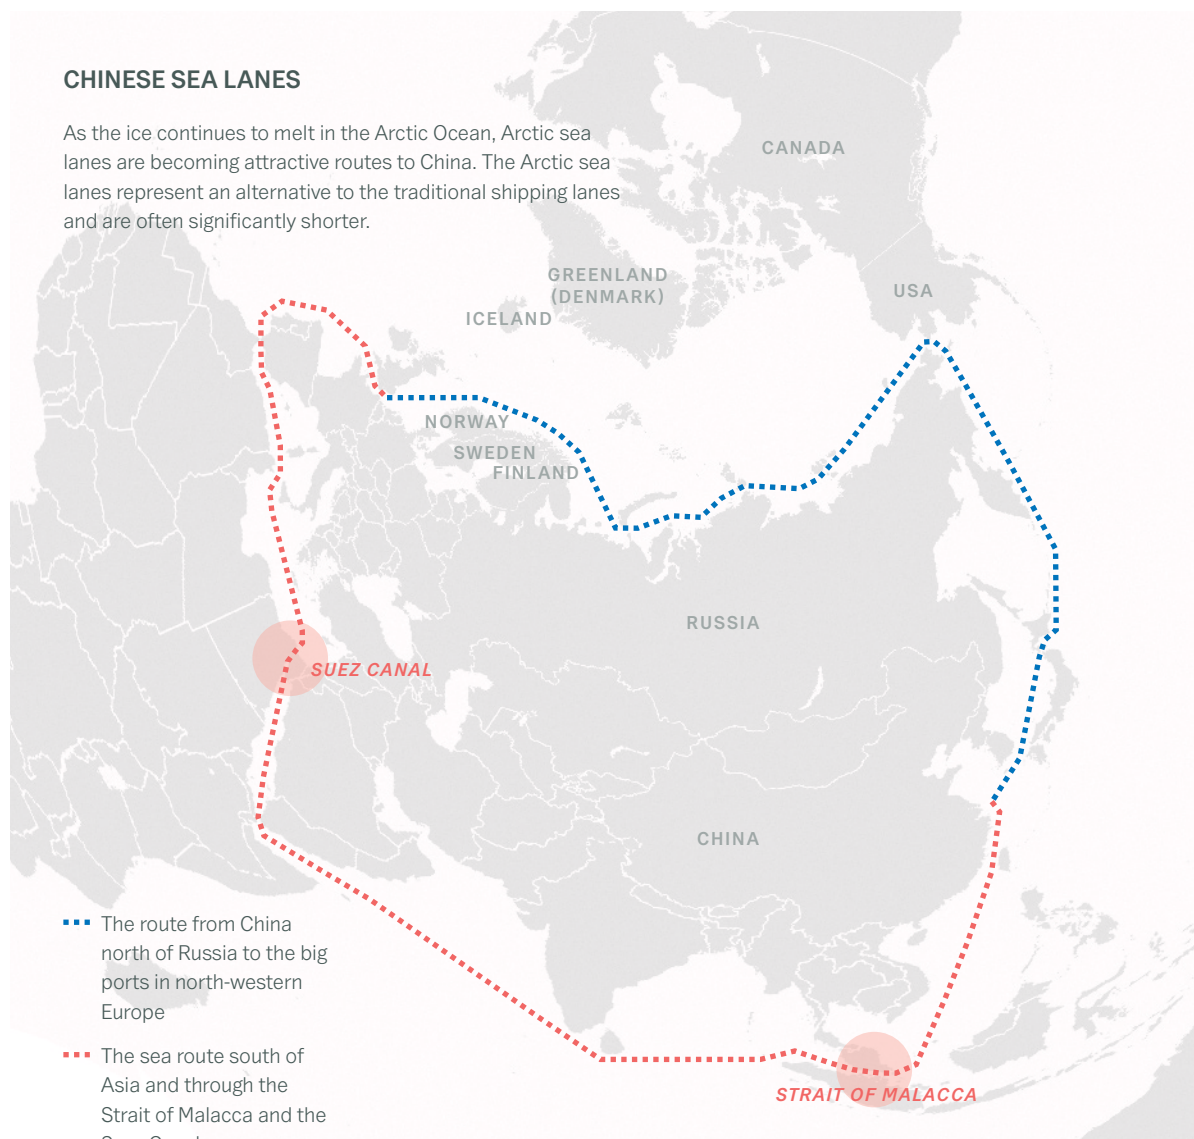 CHINESE SEA LANES
As the ice continues to melt in the Arctic Ocean, Arctic sea
lanes are becoming attractive routes to China. The Arctic sea
lanes represent an alternative to the traditional shipping lanes
and are often significantly shorter.
CANADA
GREENLAND
(DENMARK)
USA
ICELAND
NORWAY
SWEDEN
FINLAND
RUSSIA
SUEZ CANAL
CHINA
The route from China
north of Russia to the big
ports in north-western
Europe
The sea route south of
Asia and through the
Strait of Malacca and the
STRAIT OF MALACCA